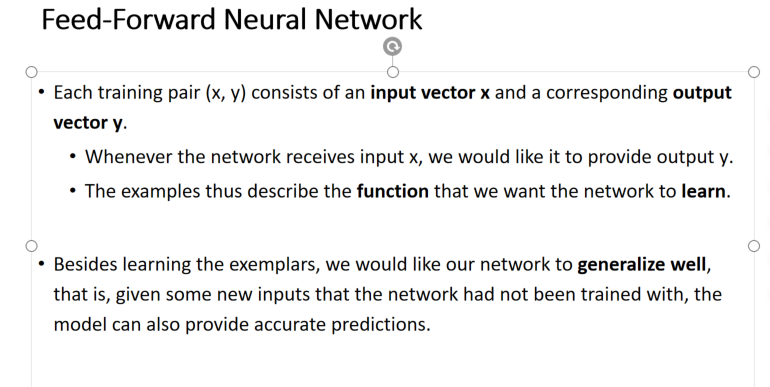 Feed-Forward Neural Network
• Each training pair (x, y) consists of an input vector x and a corresponding output
vector y.
• Whenever the network receives input x, we would like it to provide output y.
• The examples thus describe the function that we want the network to learn.
• Besides learning the exemplars, we would like our network to generalize well,
that is, given some new inputs that the network had not been trained with, the
model can also provide accurate predictions.